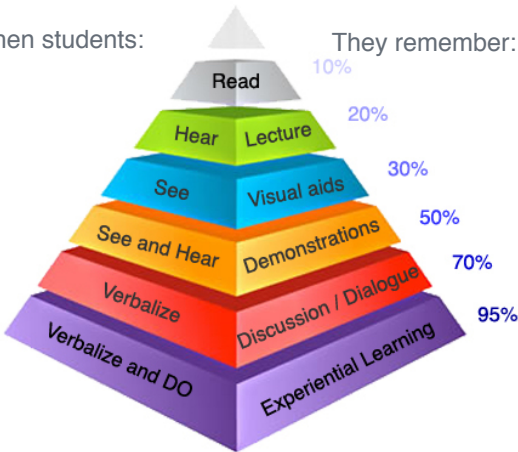 hen students:
They remember:
Read
10%
Hear Lecture
20%
See Visual aids
30%
See and Hear Demonstrations
50%
Verbalize Discussion / Dialogue
70%
Verbalize and DO Experiential Learning
95%